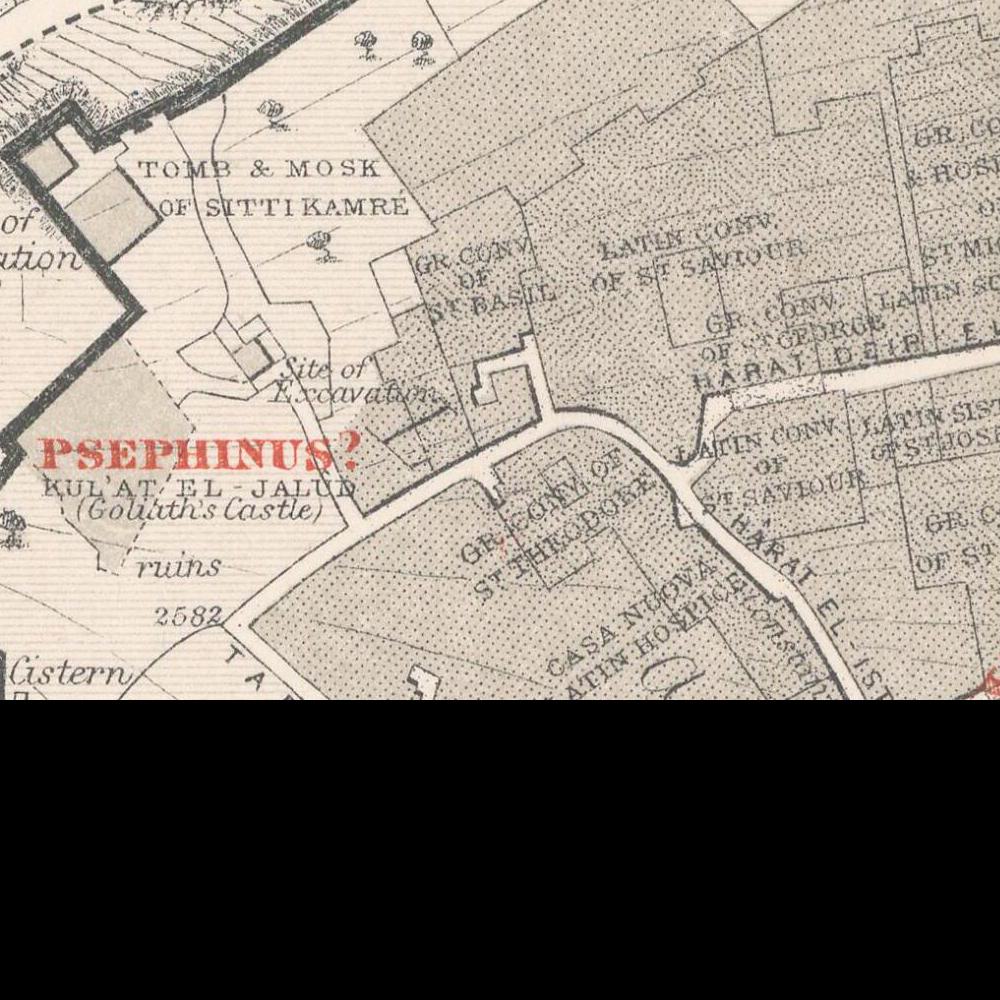 TOMB & MOSK
OF SITTI KAMRE
of
ation
GR. CONV.
OF
ST BASIL
LATIN CONV.
OF ST SAVIOUR
GR. CO
& HOS
ST MI
LATIN SC
GR. CONV.
OF ST GEORGE
HARAT DEIR E
Site of
Excavation
PSEPHINUS?
KUL'AT EL-JALUD
(Goliath's Castle)
ruins
2582
Cistern
TA
GR. CONV. OF
ST THEODORE
LATIN CONV.
OF
ST SAVIOUR
LATIN SIST
OF ST JOS
GR. C
OF ST
CASA NUOVA
LATIN HOSPICE
HARAT EL IST